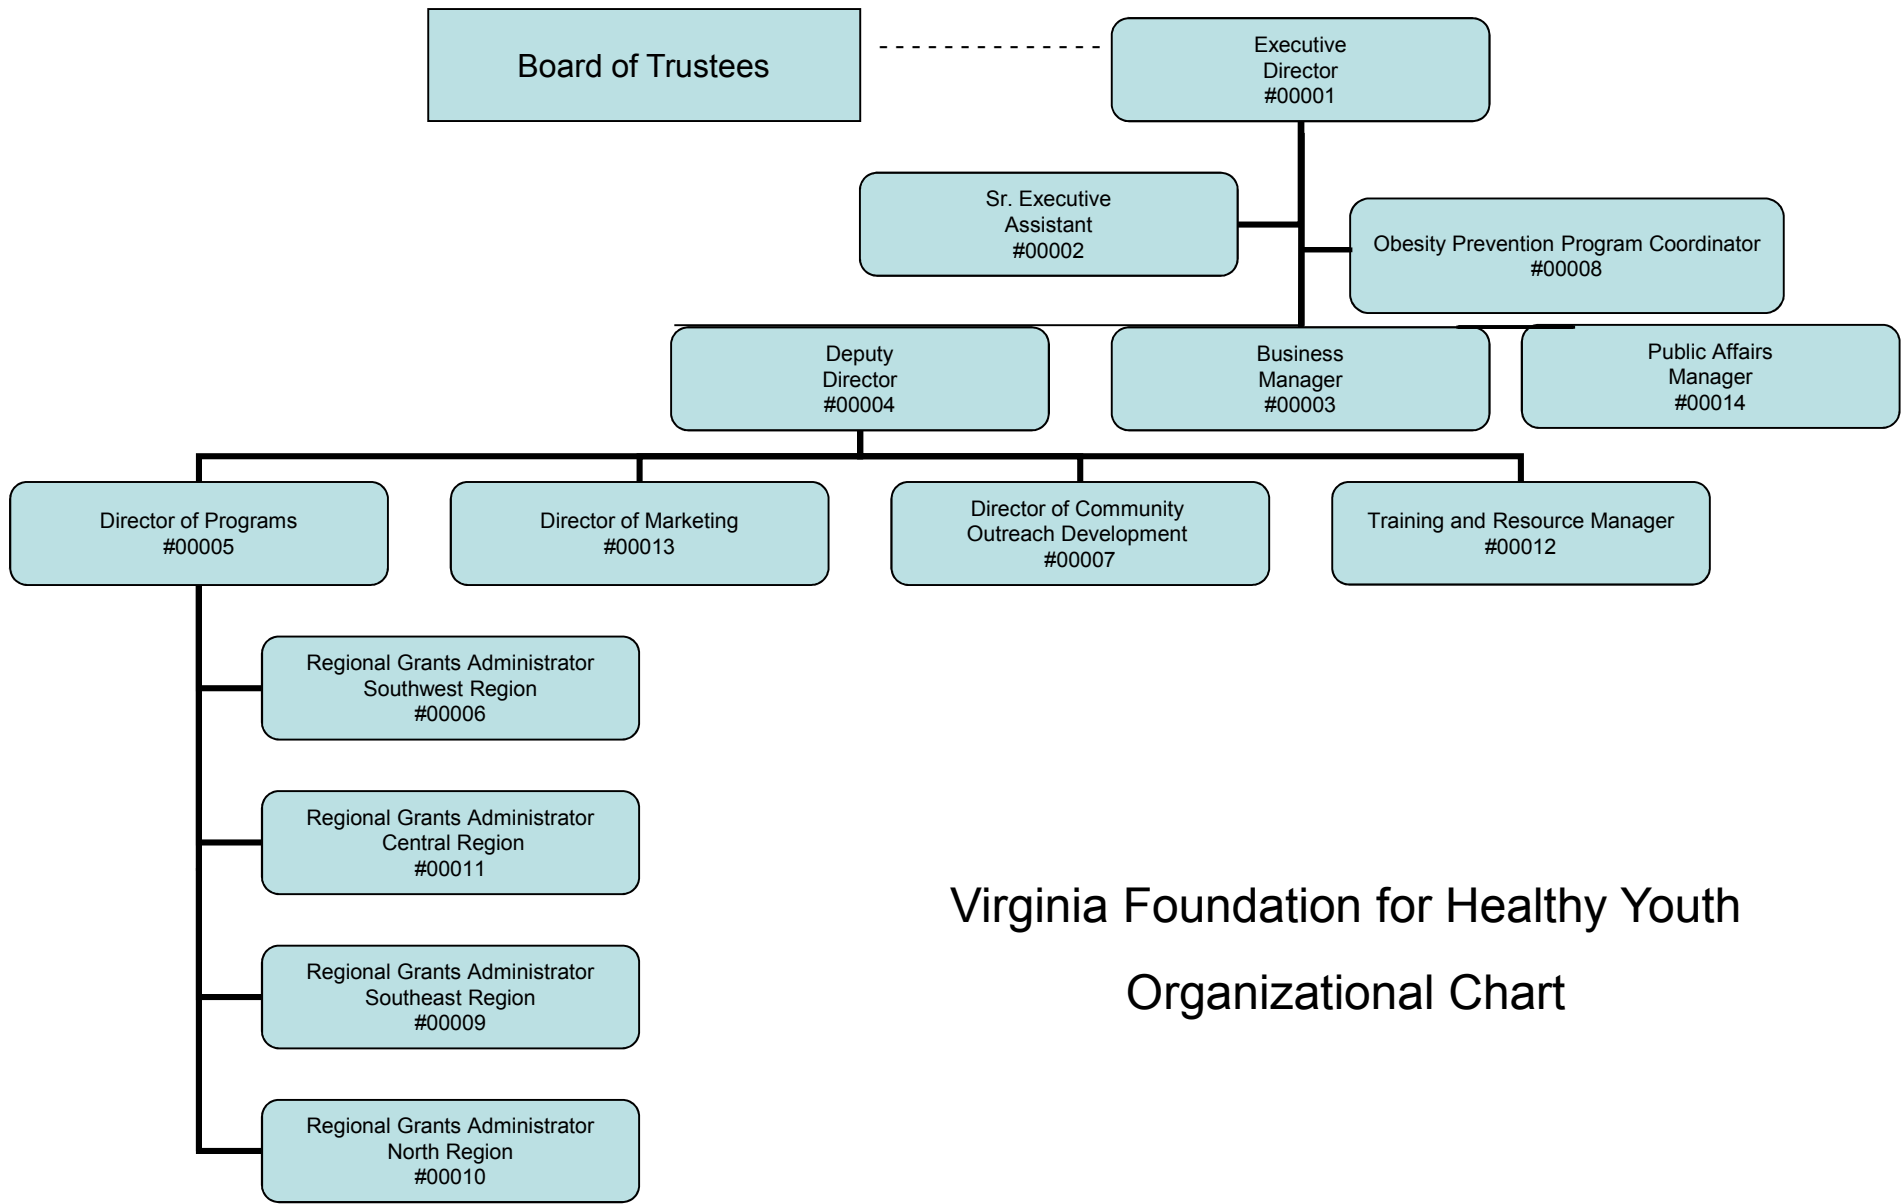 Board of Trustees
Executive
Director
#00001
Sr. Executive
Assistant
#00002
Obesity Prevention Program Coordinator
#00008
Deputy
Director
#00004
Business
Manager
#00003
Public Affairs
Manager
#00014
Director of Programs
#00005
Director of Marketing
#00013
Director of Community
Outreach Development
#00007
Training and Resource Manager
#00012
Regional Grants Administrator
Southwest Region
#00006
Regional Grants Administrator
Central Region
#00011
Regional Grants Administrator
Southeast Region
#00009
Regional Grants Administrator
North Region
#00010
Virginia Foundation for Healthy Youth
Organizational Chart